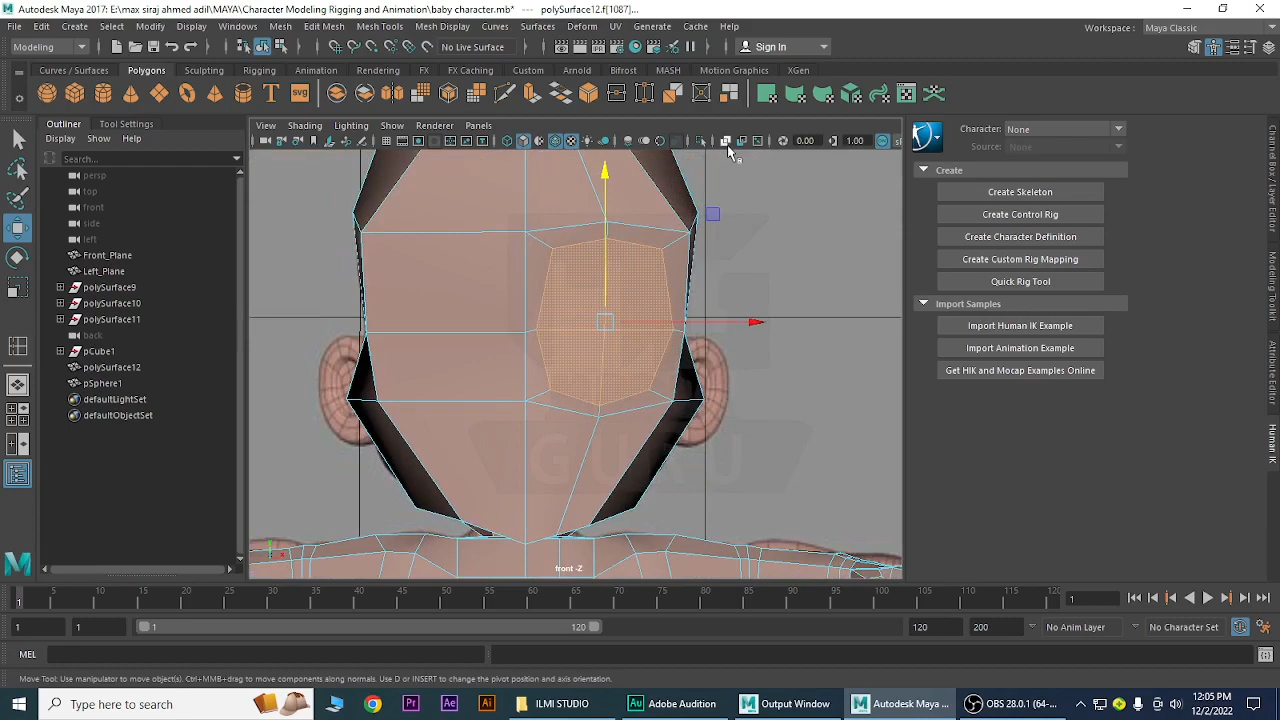 Autodesk Maya 2017: E:\max siraj ahmed adil\MAYA\Character Modeling Rigging and Animation\baby character.mb* --- polySurface12.f[1087]...
File Edit Create Select Modify Display Windows Mesh Edit Mesh Mesh Tools Mesh Display Curves Surfaces Deform UV Generate Cache Help
Workspace : Maya Classic
Modeling No Live Surface Sign In
Curves / Surfaces Polygons Sculpting Rigging Animation Rendering FX FX Caching Custom Arnold Bifrost MASH Motion Graphics XGen
T svg
Outliner Tool Settings
Display Show Help
Search...
persp
top
front
side
left
Front_Plane
Left_Plane
polySurface9
polySurface10
polySurface11
back
pCube1
polySurface12
pSphere1
defaultLightSet
defaultObjectSet
View Shading Lighting Show Renderer Panels
0.00 1.00
GURU
front -Z
Character: None
Source: None
Create
Create Skeleton
Create Control Rig
Create Character Definition
Create Custom Rig Mapping
Quick Rig Tool
Import Samples
Import Human IK Example
Import Animation Example
Get HIK and Mocap Examples Online
Channel Box / Layer Editor
Attribute Editor
Human IK
5 10 15 20 25 30 35 40 45 50 55 60 65 70 75 80 85 90 95 100 105 110 115 120
1 1
1 1 1 120 120 200 No Anim Layer No Character Set
MEL
Move Tool: Use manipulator to move object(s). Ctrl+MMB+drag to move components along normals. Use D or INSERT to change the pivot position and axis orientation.
Type here to search
ILMI STUDIO
Adobe Audition
Output Window
Autodesk Maya ...
OBS 28.0.1 (64-...
12:05 PM
12/2/2022